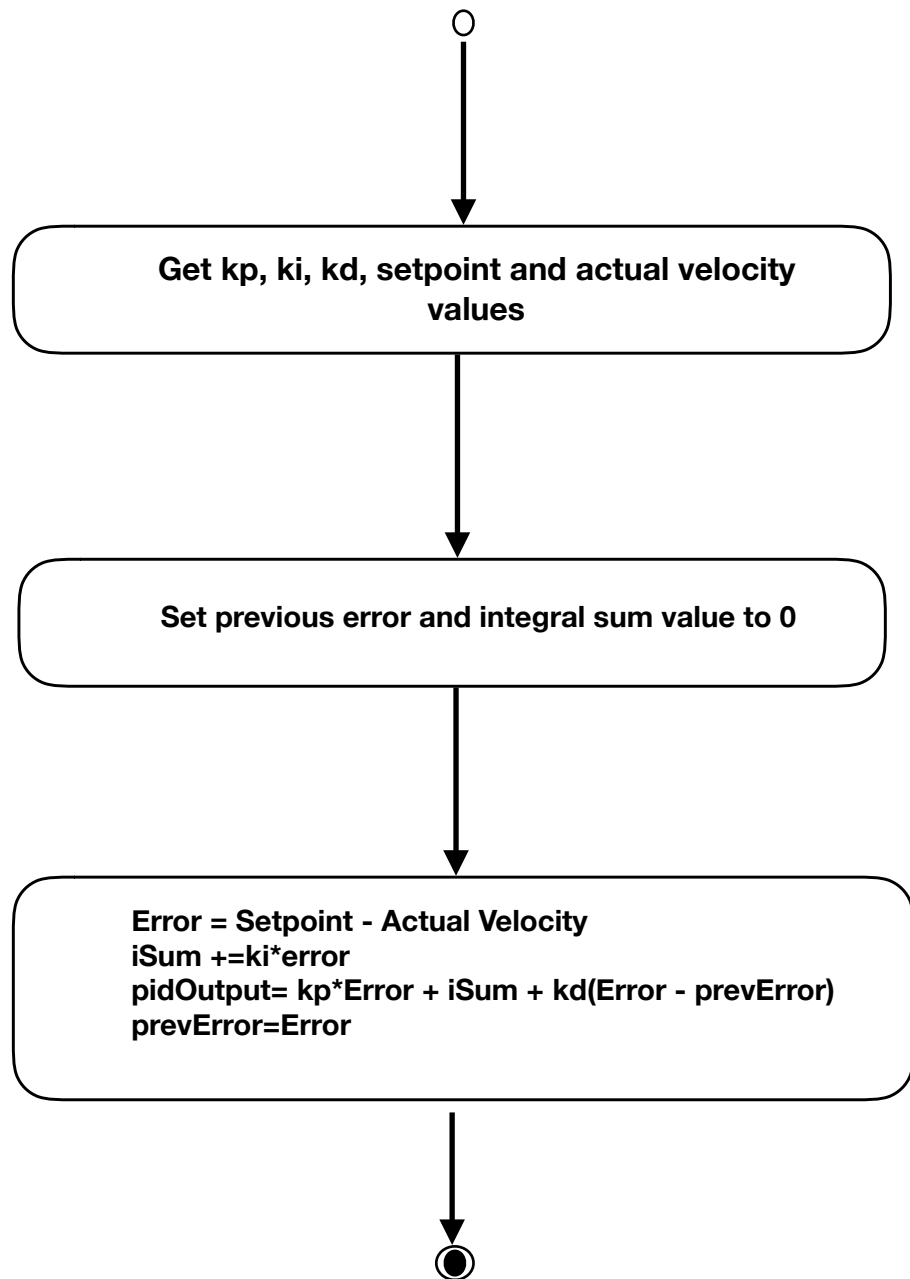 Get kp, ki, kd, setpoint and actual velocity
values
Set previous error and integral sum value to 0
Error = Setpoint - Actual Velocity
iSum +=ki*error
pidOutput= kp*Error + iSum + kd(Error - prevError)
prevError=Error